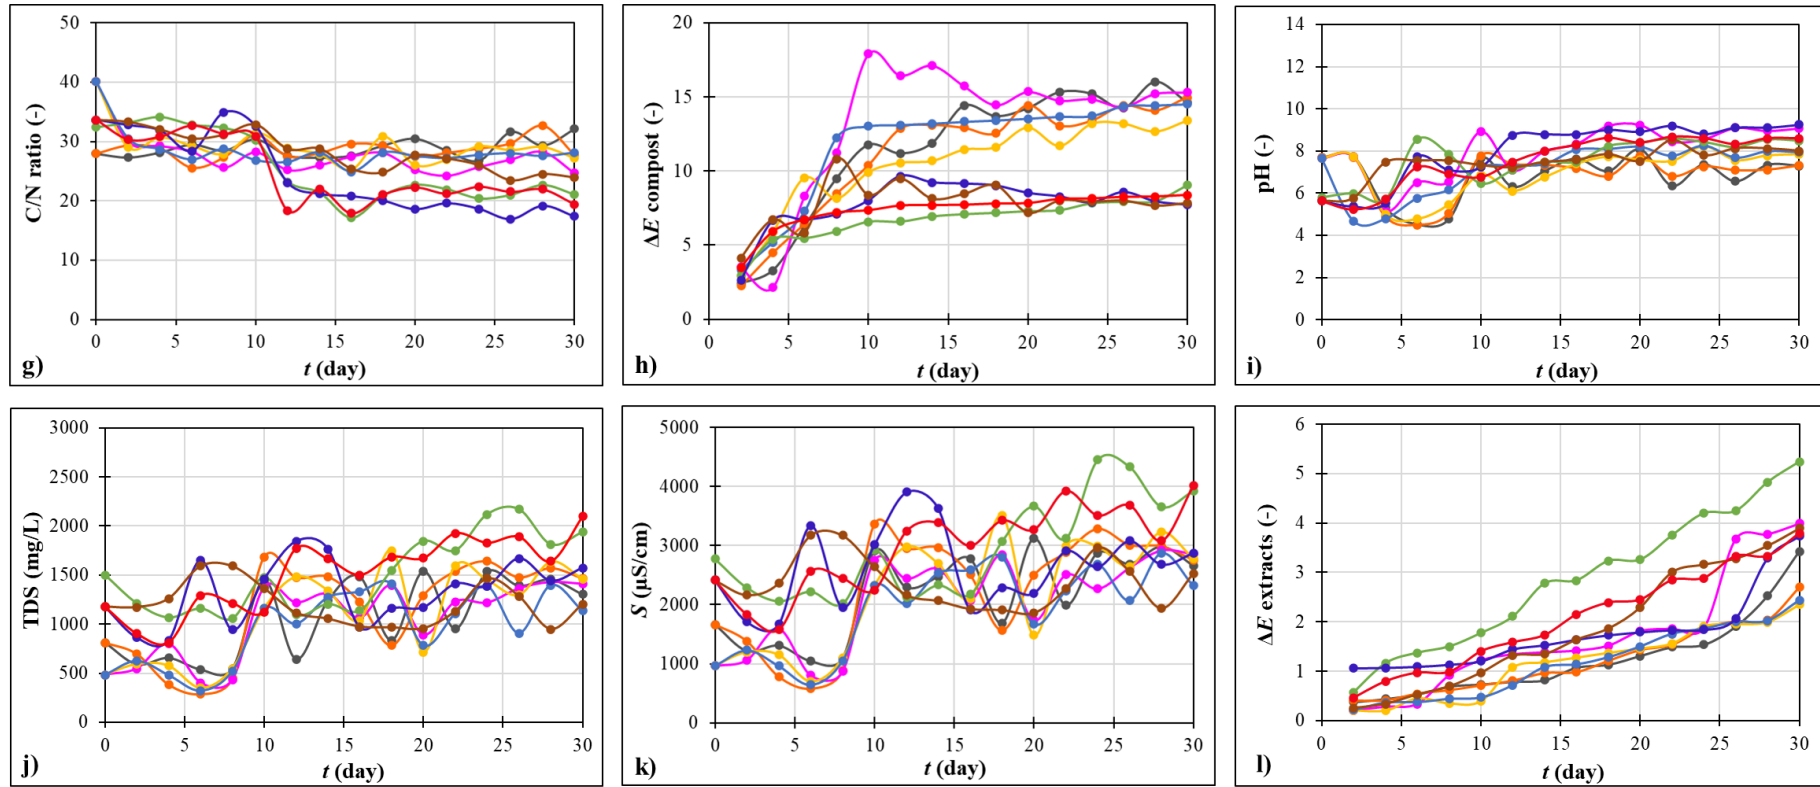 50
40
30
20
10
0
C/N ratio (-)
0 5 10 15 20 25 30
t (day)
g)
20
15
10
5
0
ΔE compost (-)
0 5 10 15 20 25 30
t (day)
h)
14
12
10
8
6
4
2
0
pH (-)
0 5 10 15 20 25 30
t (day)
i)
3000
2500
2000
1500
1000
500
0
TDS (mg/L)
0 5 10 15 20 25 30
t (day)
j)
5000
4000
3000
2000
1000
0
S (µS/cm)
0 5 10 15 20 25 30
t (day)
k)
6
5
4
3
2
1
0
ΔE extracts (-)
0 5 10 15 20 25 30
t (day)
l)